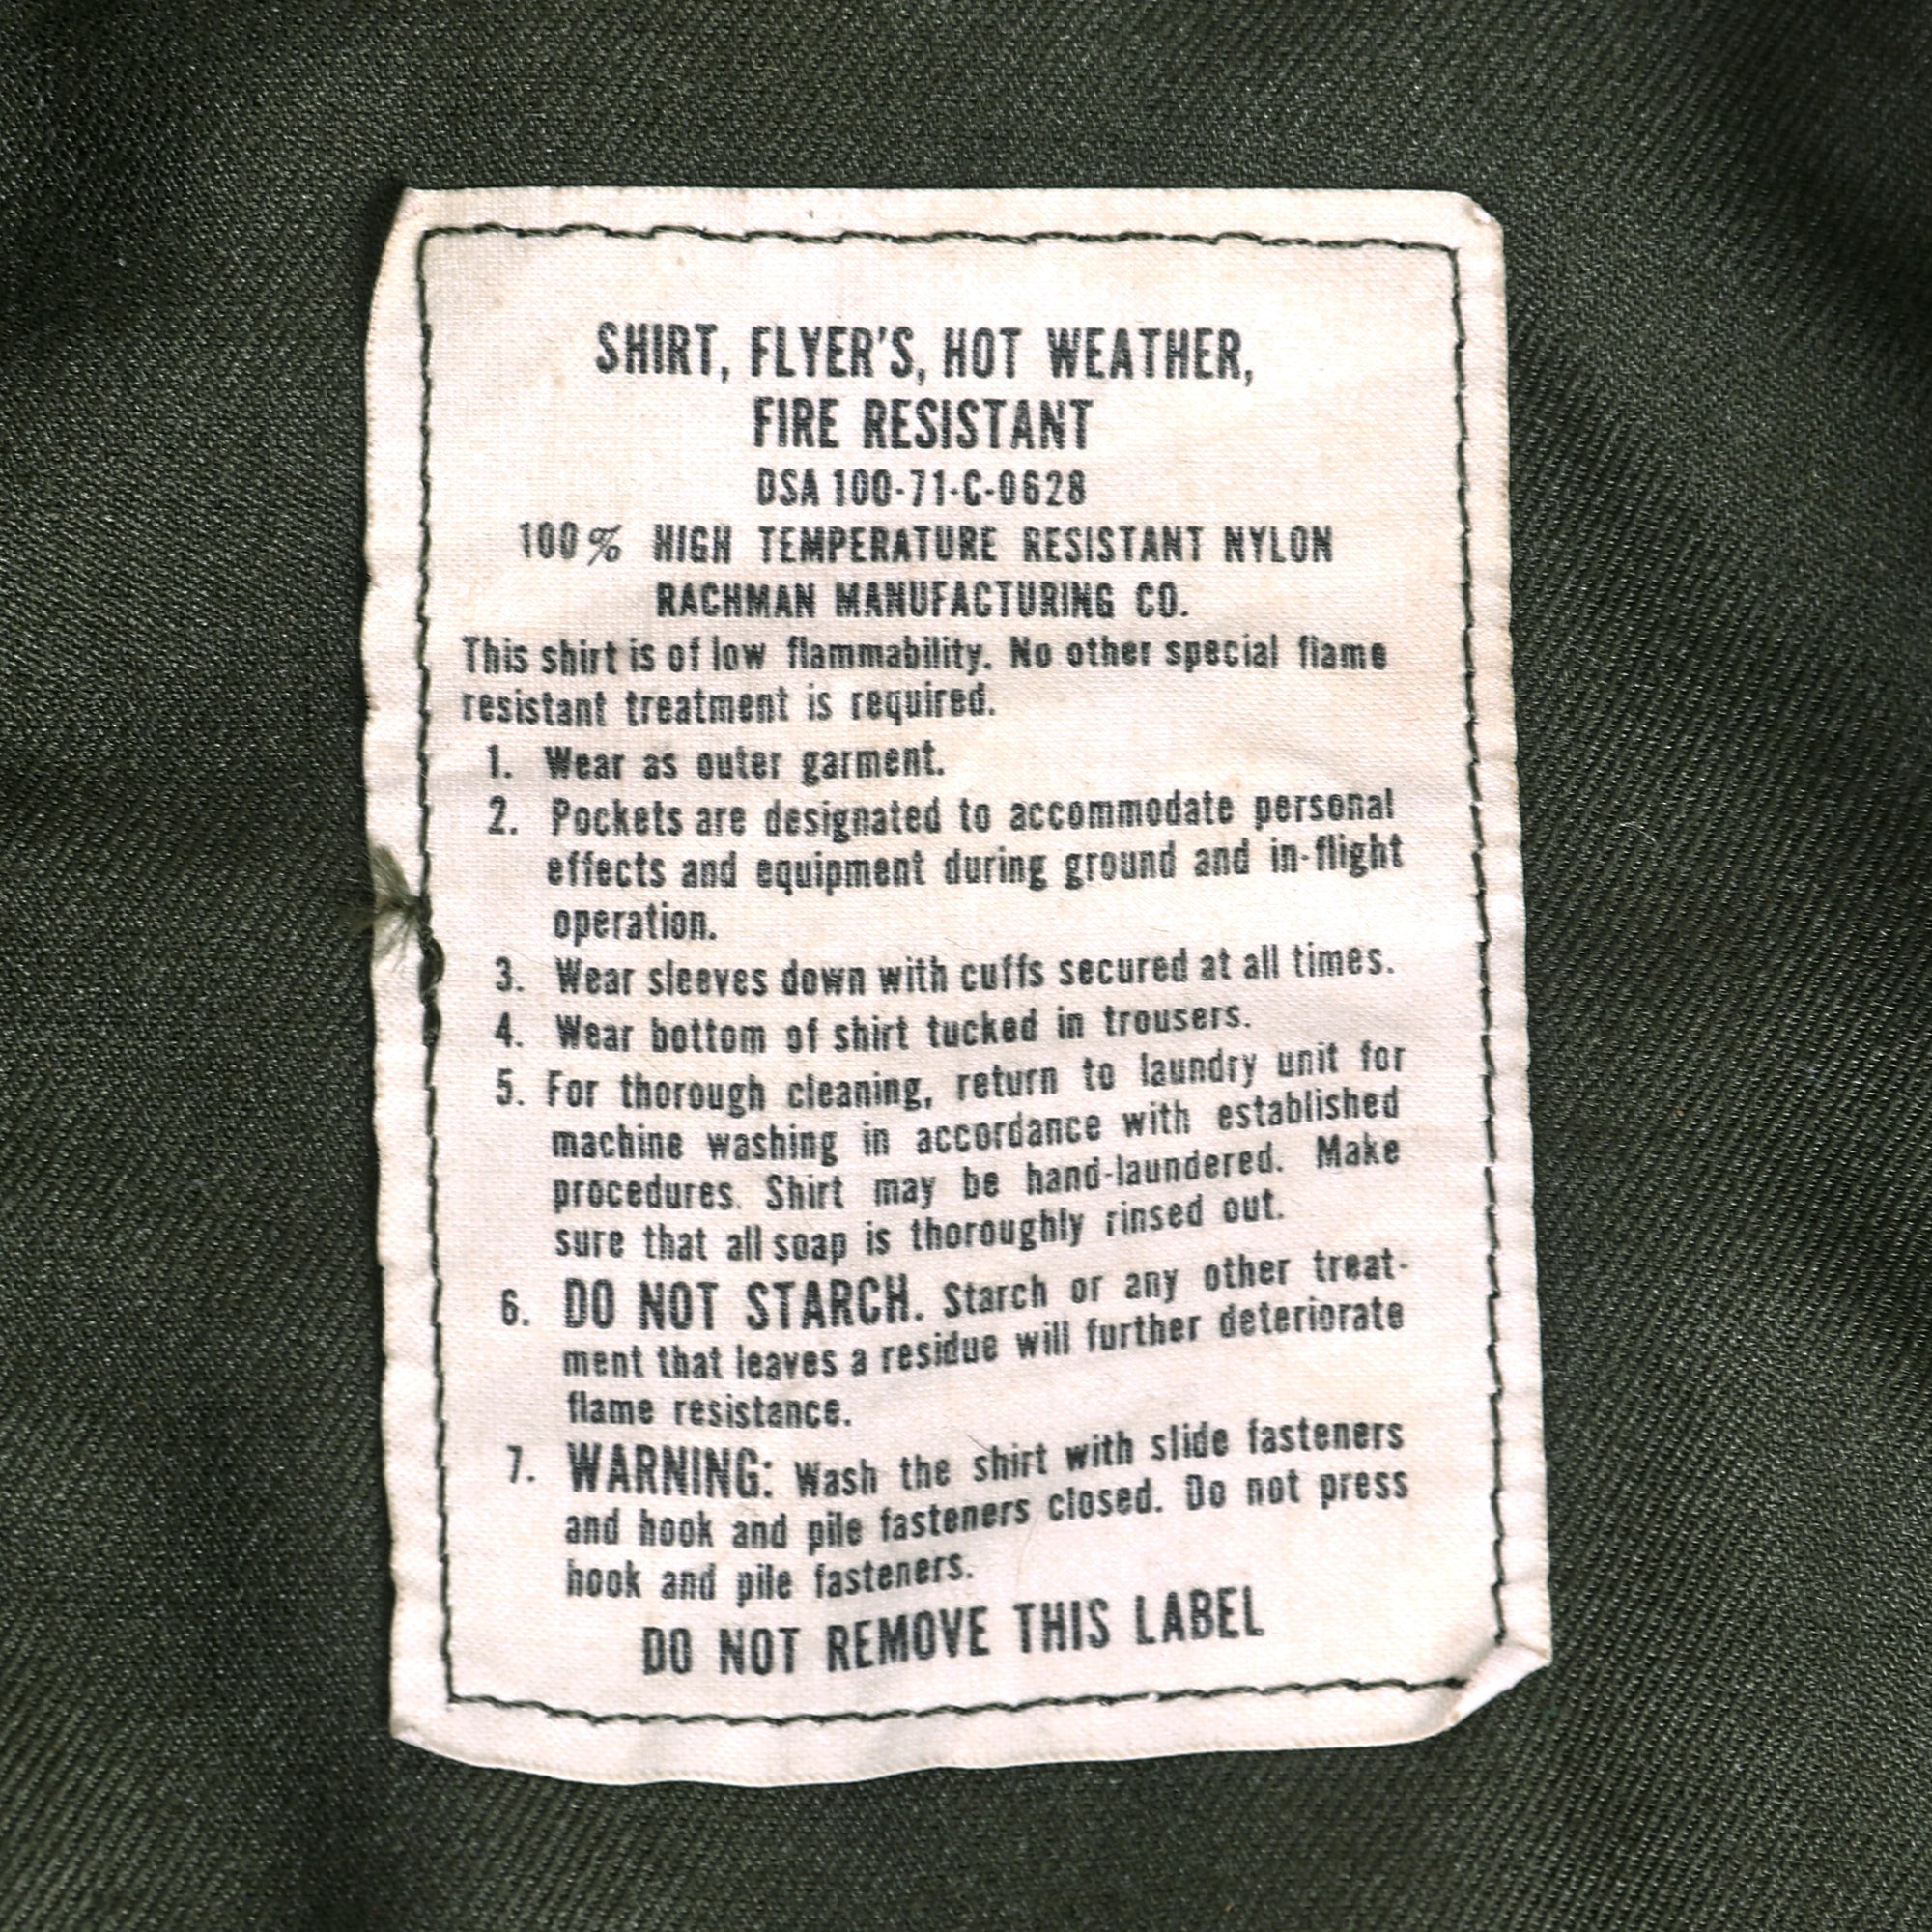 SHIRT, FLYER'S, HOT WEATHER,
FIRE RESISTANT
DSA 100-71-C-0628
100% HIGH TEMPERATURE RESISTANT NYLON
RACHMAN MANUFACTURING CO.
This shirt is of low flammability. No other special flame
resistant treatment is required.
1. Wear as outer garment.
2. Pockets are designated to accommodate personal
effects and equipment during ground and in-flight
operation.
3. Wear sleeves down with cuffs secured at all times.
4. Wear bottom of shirt tucked in trousers.
5. For thorough cleaning, return to laundry unit for
machine washing in accordance with established
procedures. Shirt may be hand-laundered. Make
sure that all soap is thoroughly rinsed out.
6. DO NOT STARCH. Starch or any other treat-
ment that leaves a residue will further deteriorate
flame resistance.
7. WARNING: Wash the shirt with slide fasteners
and hook and pile fasteners closed. Do not press
hook and pile fasteners.
DO NOT REMOVE THIS LABEL